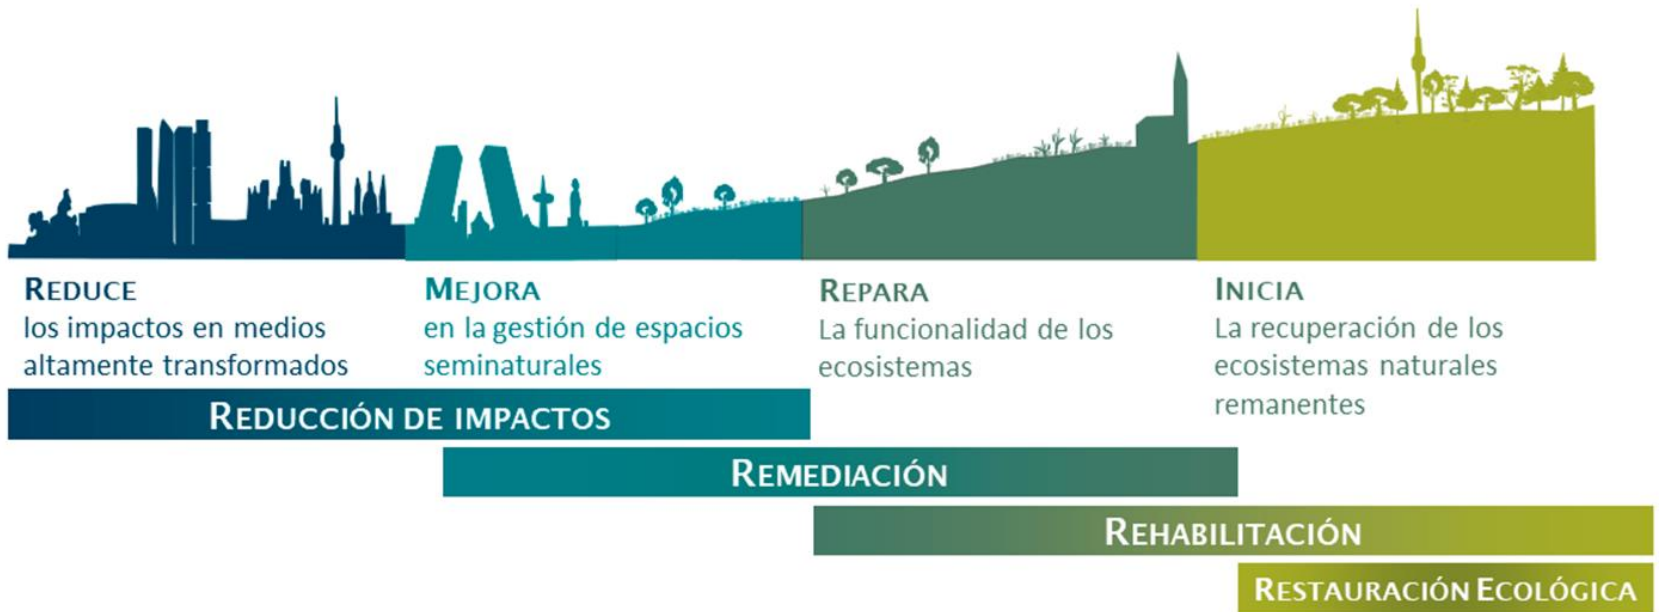 REDUCE
los impactos en medios
altamente transformados
MEJORA
en la gestión de espacios
seminaturales
REPARA
La funcionalidad de los
ecosistemas
INICIA
La recuperación de los
ecosistemas naturales
remanentes
REDUCCIÓN DE IMPACTOS
REMEDIACIÓN
REHABILITACIÓN
RESTAURACIÓN ECOLÓGICA